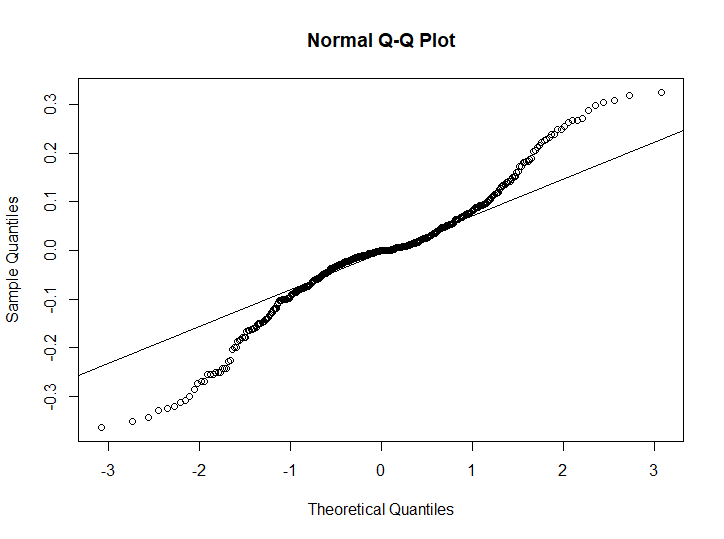 Normal Q-Q Plot
Sample Quantiles
0.3
0.2
0.1
0.0
-0.1
-0.2
-0.3
-3 -2 -1 0 1 2 3
Theoretical Quantiles